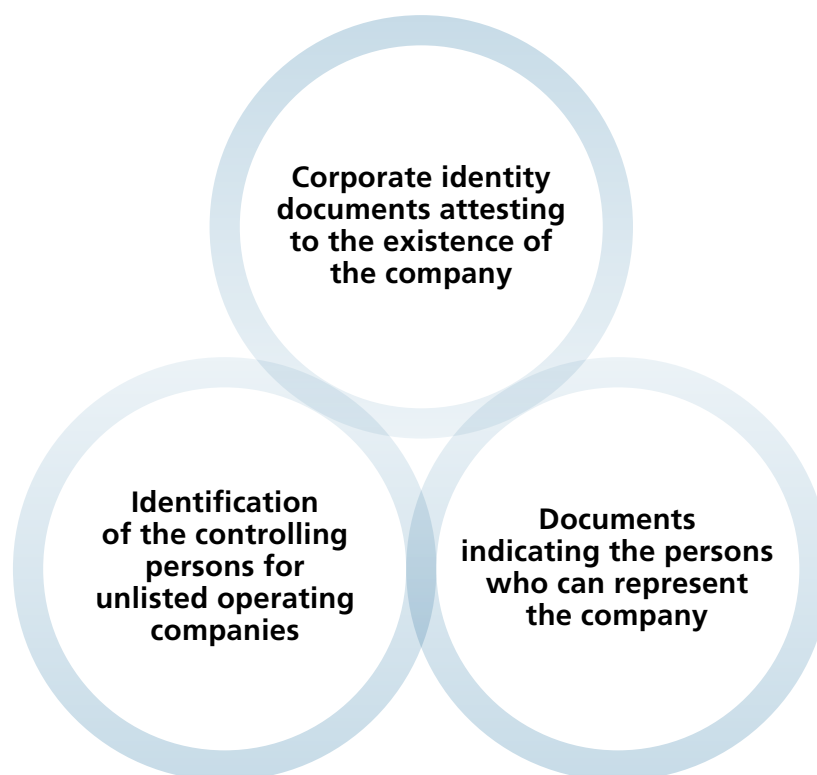 Corporate identity
documents attesting
to the existence of
the company
Identification
of the controlling
persons for
unlisted operating
companies
Documents
indicating the persons
who can represent
the company